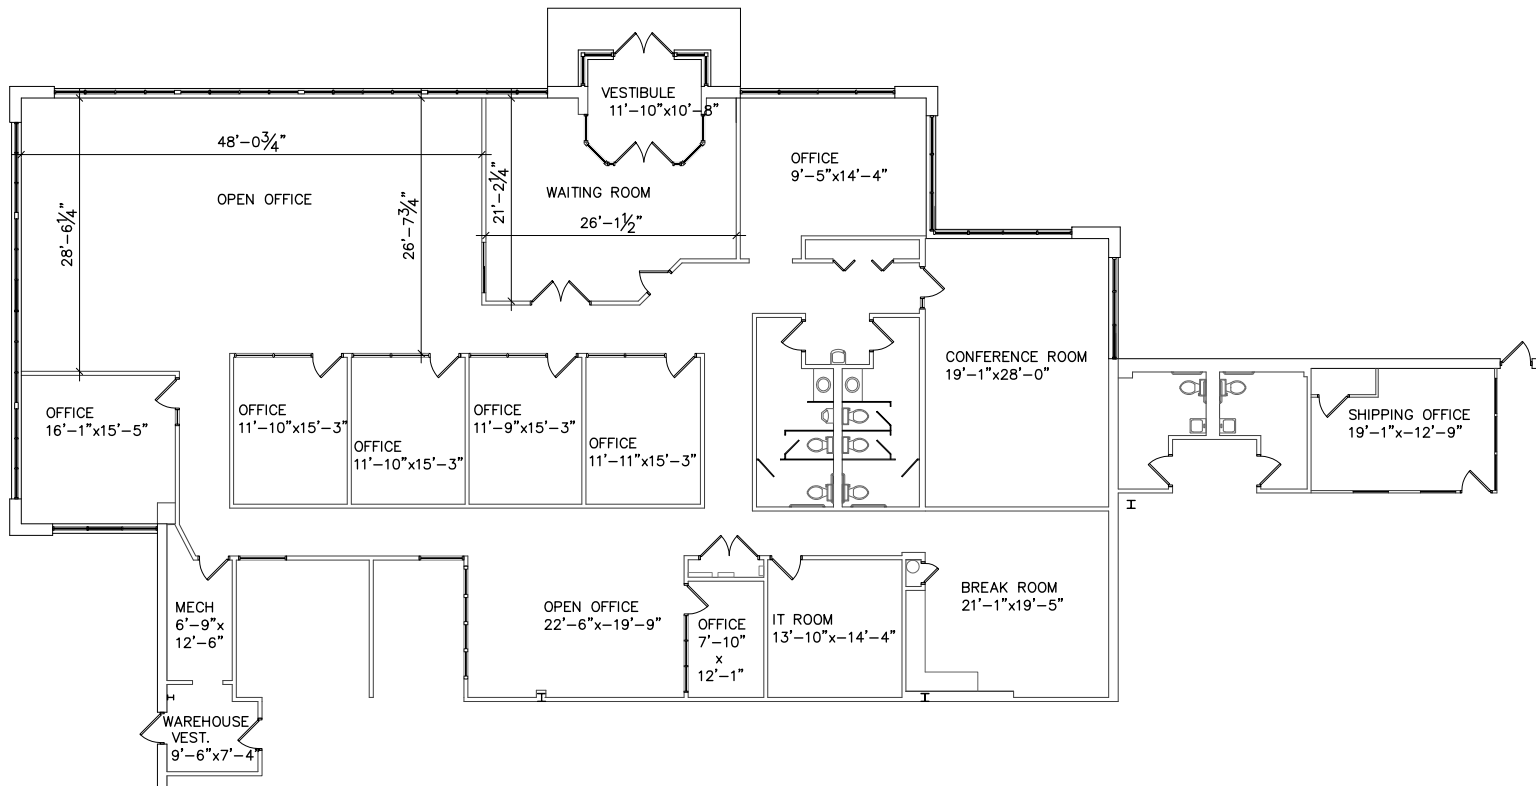 VESTIBULE
11'-10"x10'-8"
48'-0¾"
OPEN OFFICE
28'-6¼"
26'-7¾"
21'-2¼"
WAITING ROOM
26'-1½"
OFFICE
9'-5"x14'-4"
CONFERENCE ROOM
19'-1"x28'-0"
OFFICE
16'-1"x15'-5"
OFFICE
11'-10"x15'-3"
OFFICE
11'-10"x15'-3"
OFFICE
11'-9"x15'-3"
OFFICE
11'-11"x15'-3"
SHIPPING OFFICE
19'-1"x-12'-9"
MECH
6'-9"x
12'-6"
OPEN OFFICE
22'-6"x-19'-9"
OFFICE
7'-10"
x
12'-1"
IT ROOM
13'-10"x-14'-4"
BREAK ROOM
21'-1"x19'-5"
WAREHOUSE
VEST.
9'-6"x7'-4"